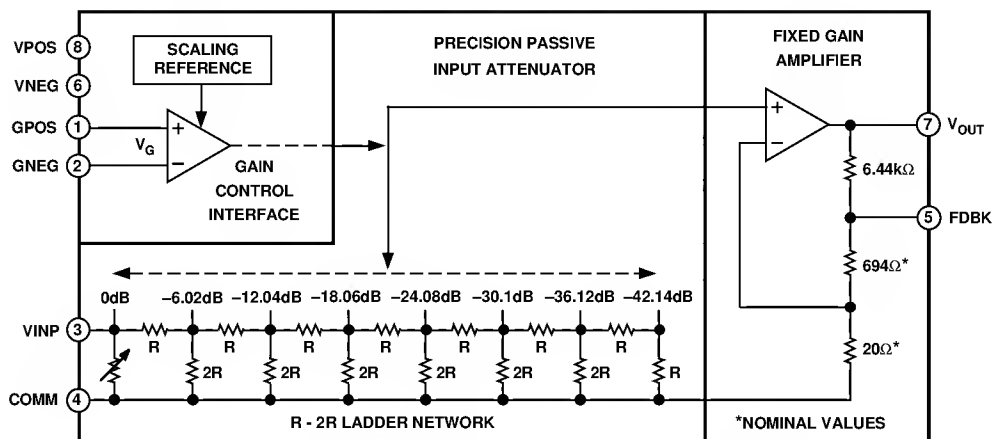 VPOS 8
VNEG 6
GPOS 1
GNEG 2
SCALING
REFERENCE
VG
+
−
GAIN
CONTROL
INTERFACE
PRECISION PASSIVE
INPUT ATTENUATOR
FIXED GAIN
AMPLIFIER
+
−
7 VOUT
6.44kΩ
5 FDBK
694Ω*
20Ω*
0dB −6.02dB −12.04dB −18.06dB −24.08dB −30.1dB −36.12dB −42.14dB
VINP 3
R R R R R R R
2R 2R 2R 2R 2R 2R R
COMM 4
R - 2R LADDER NETWORK
*NOMINAL VALUES